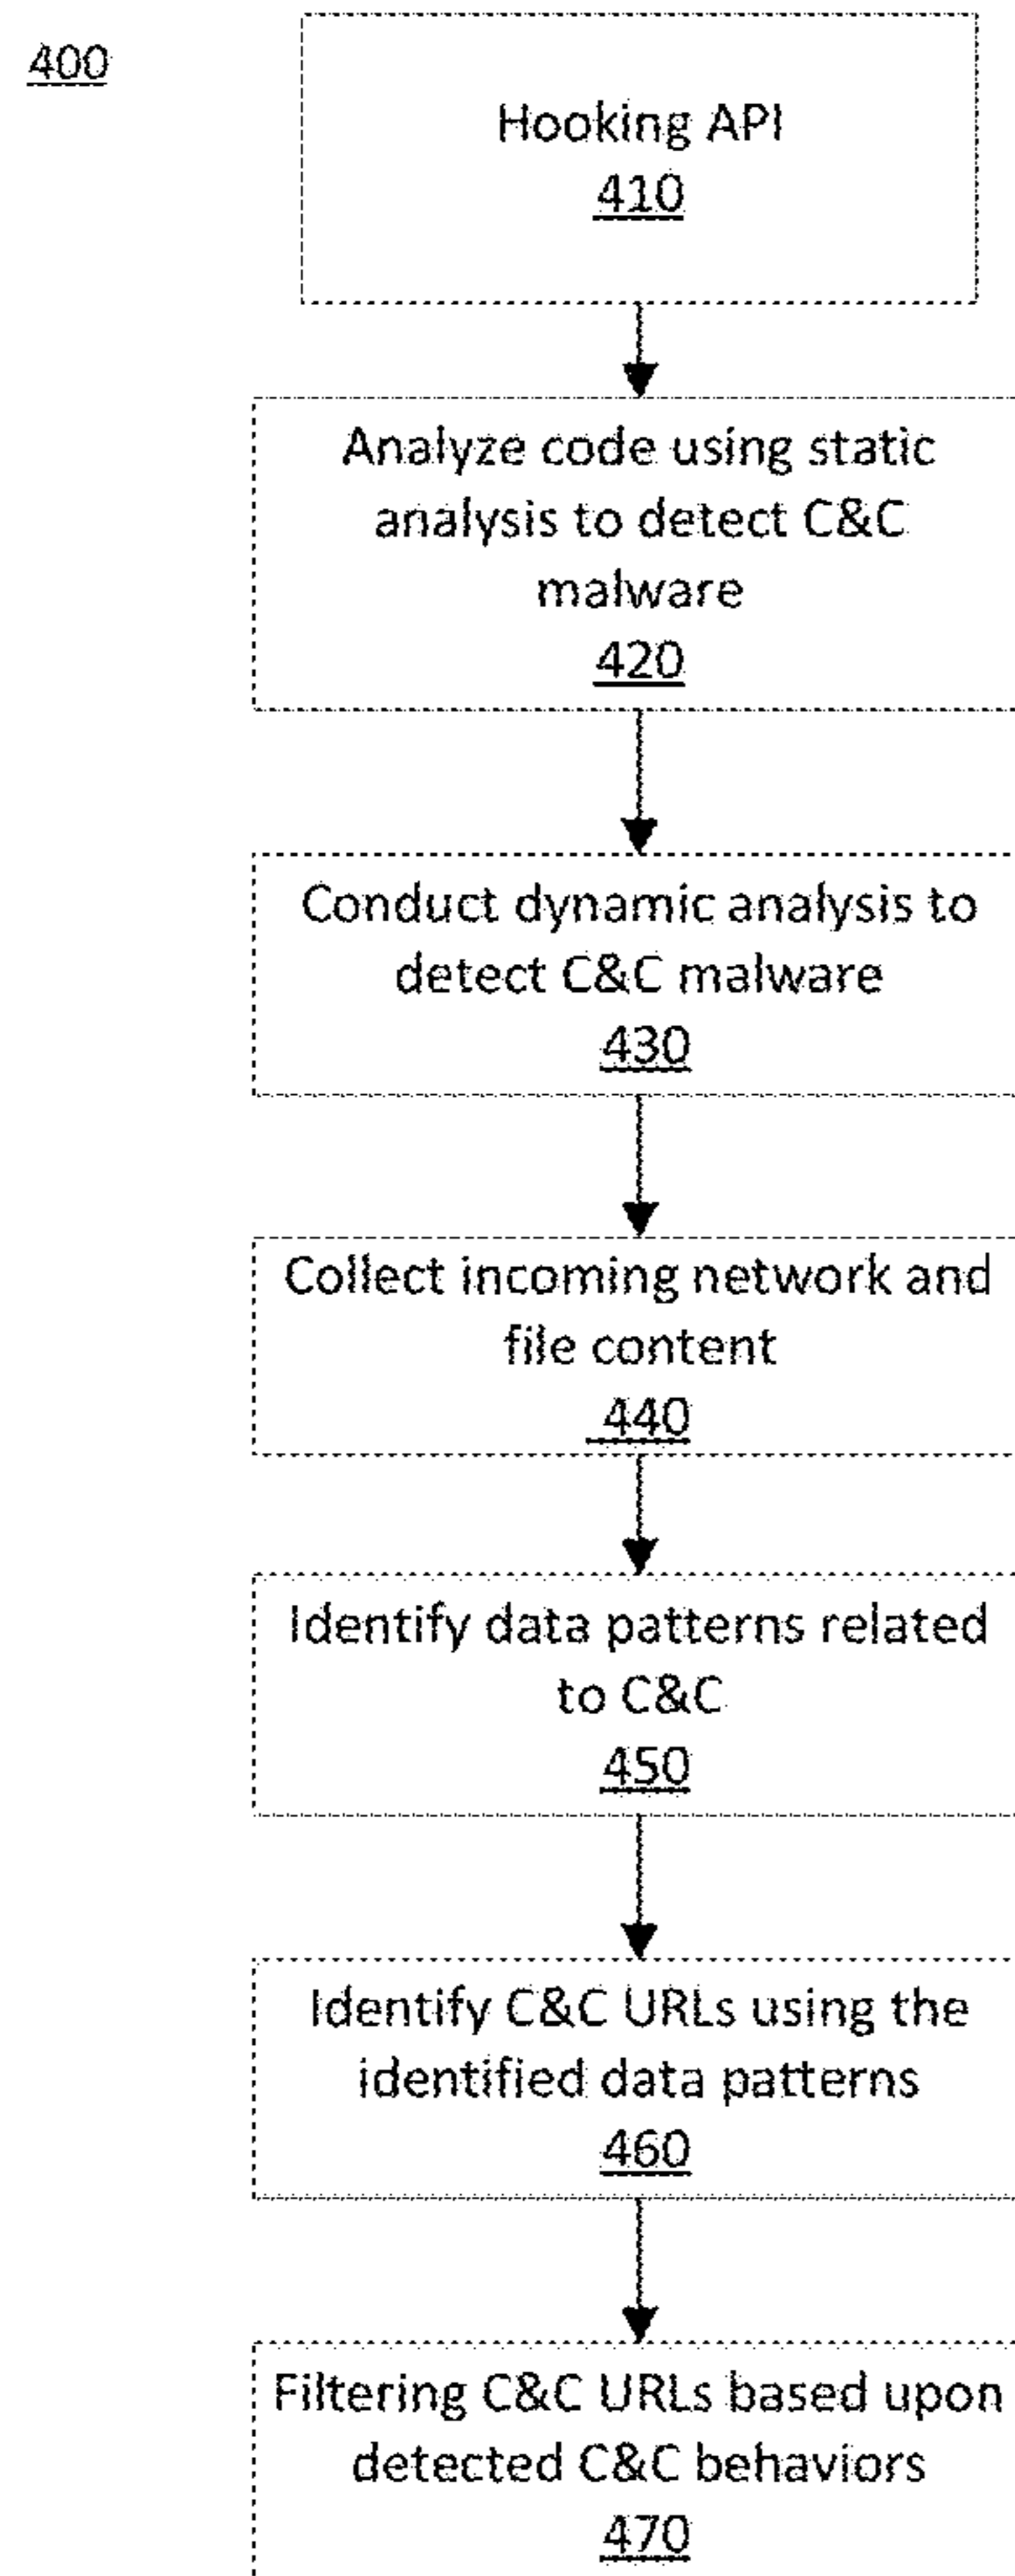 400
Hooking API
410
Analyze code using static
analysis to detect C&C
malware
420
Conduct dynamic analysis to
detect C&C malware
430
Collect incoming network and
file content
440
Identify data patterns related
to C&C
450
Identify C&C URLs using the
identified data patterns
460
Filtering C&C URLs based upon
detected C&C behaviors
470